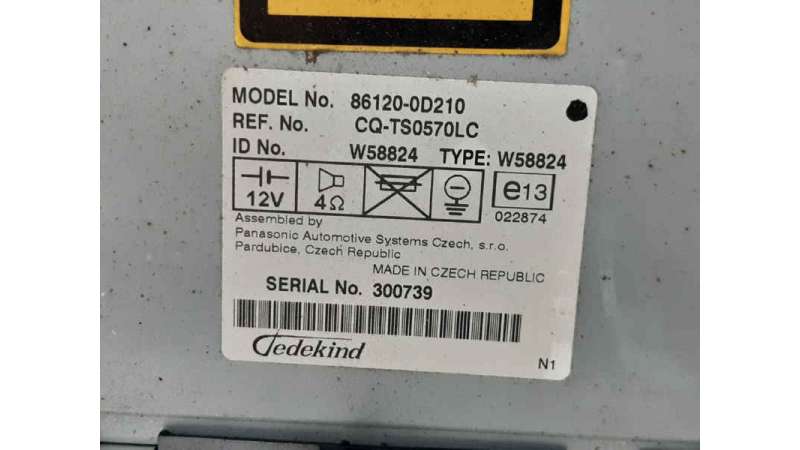 MODEL No. 86120-0D210
REF. No. CQ-TS0570LC
ID No. W58824 TYPE: W58824
12V 4Ω e13
022874
Assembled by
Panasonic Automotive Systems Czech, s.r.o.
Pardubice, Czech Republic
MADE IN CZECH REPUBLIC
SERIAL No. 300739
Tedekind
N1